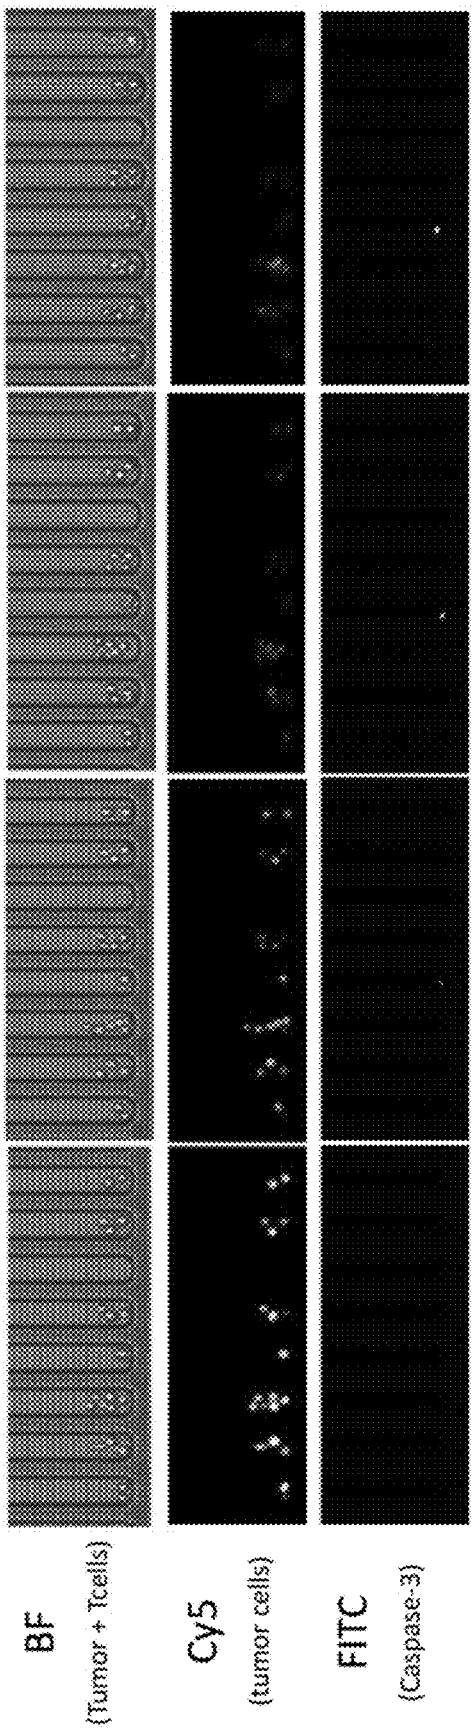 BF
(Tumor + Tcells)
Cy5
(tumor cells)
FITC
(Caspase-3)